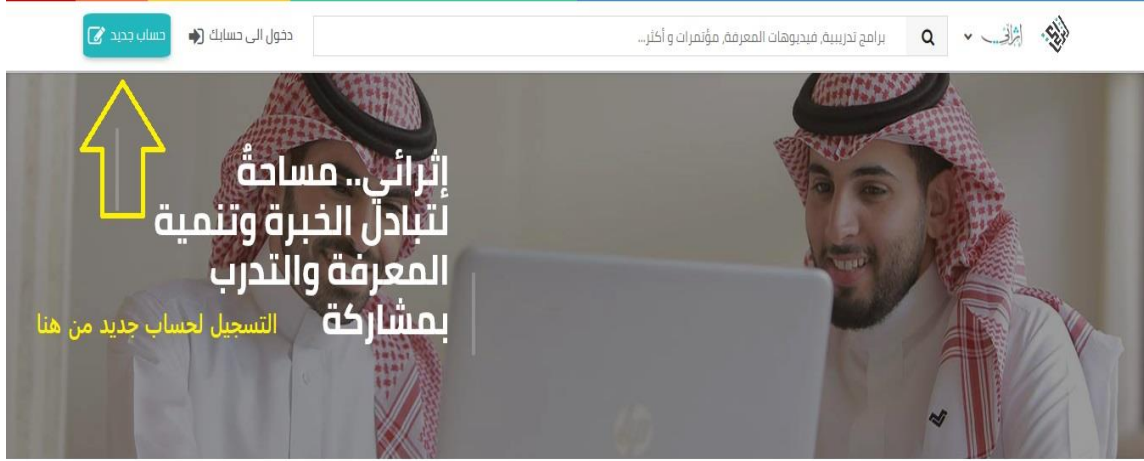 إثرائي
برامج تدريبية, فيديوهات المعرفة, مؤتمرات و أكثر...
دخول الى حسابك
حساب جديد
إثرائي.. مساحةٌ
لتبادل الخبرة وتنمية
المعرفة والتدرب
بمشاركة
التسجيل لحساب جديد من هنا
hp